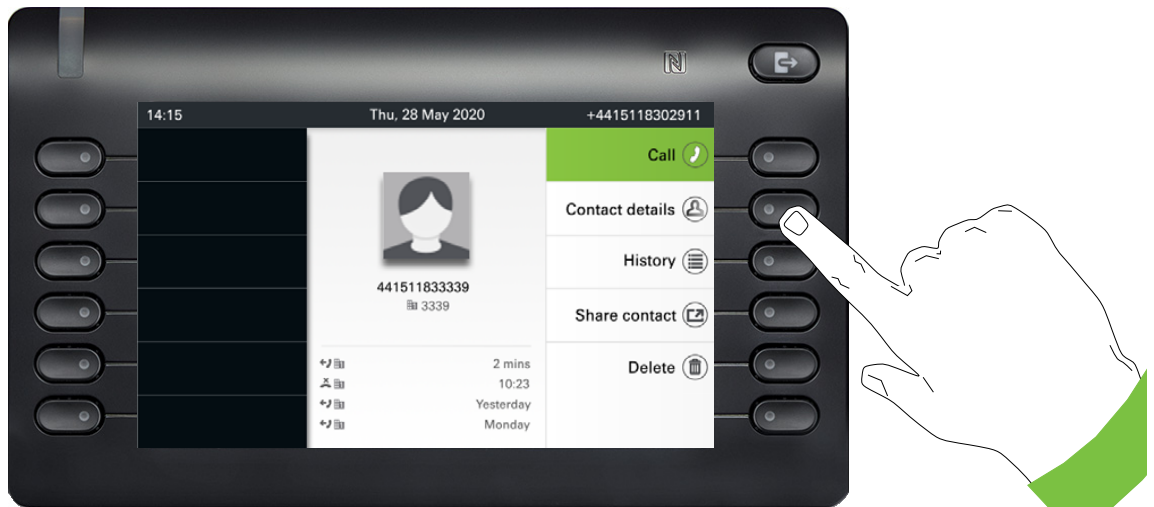 14:15 Thu, 28 May 2020 +4415118302911
Call
Contact details
History
Share contact
Delete
441511833339
3339
2 mins
10:23
Yesterday
Monday